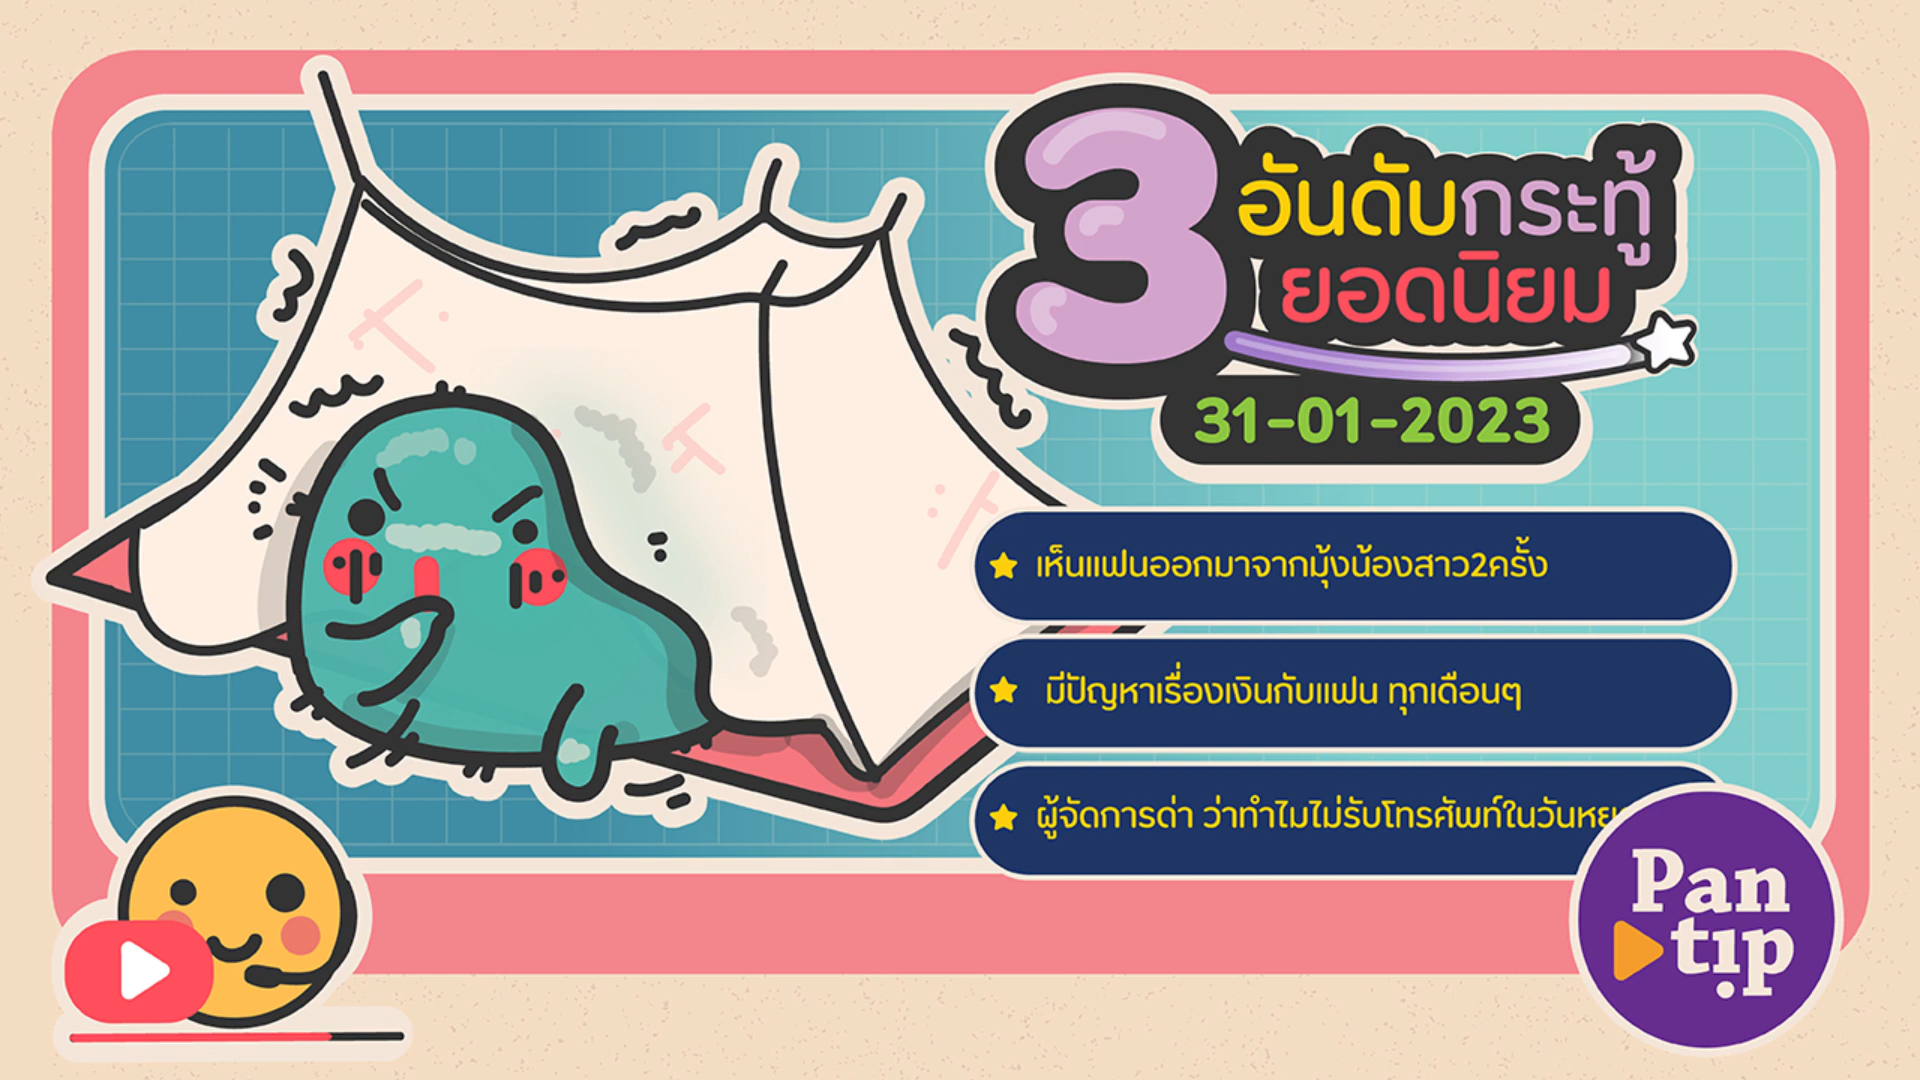 3 อันดับกระทู้
ยอดนิยม
31-01-2023
เห็นแฟนออกมาจากมุ้งน้องสาว2ครั้ง
มีปัญหาเรื่องเงินกับแฟน ทุกเดือนๆ
ผู้จัดการด่า ว่าทำไมไม่รับโทรศัพท์ในวันหยุ
Pan
tip